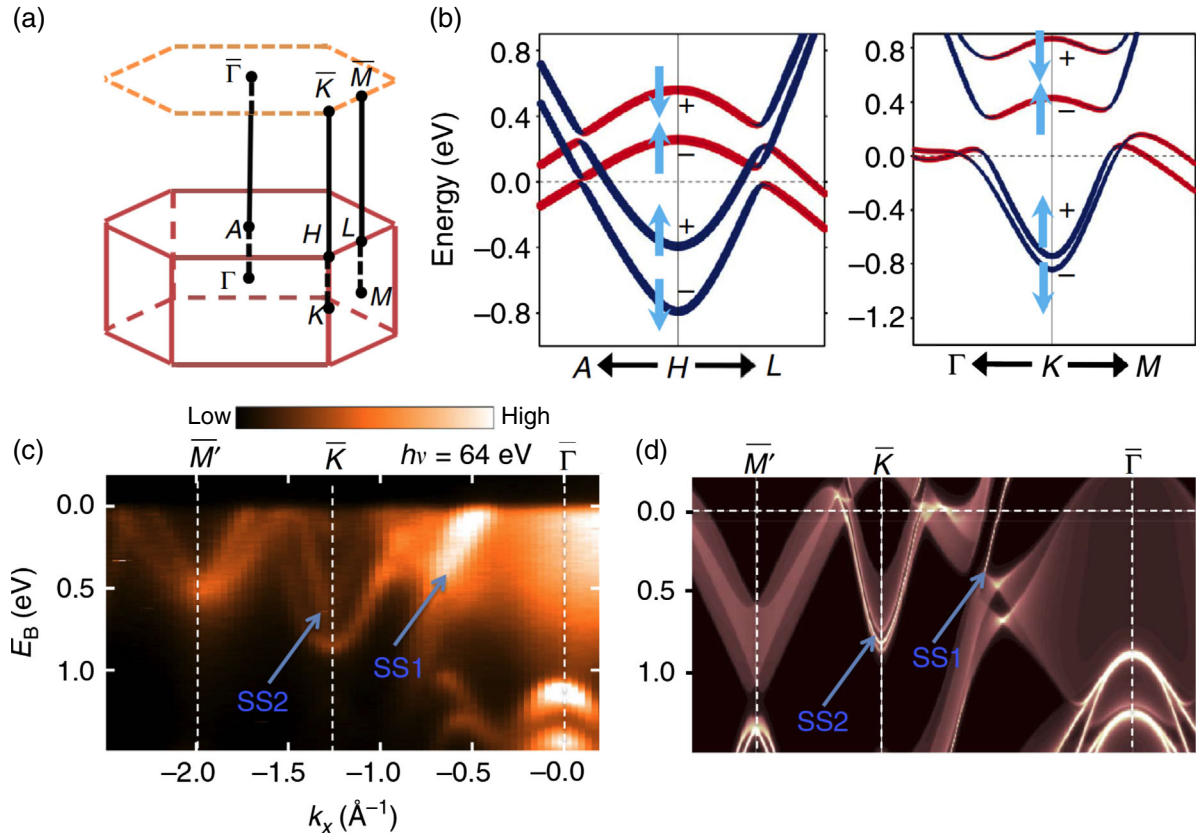 (a)
Γ̅
K̅
M̅
A
H
L
Γ
K
M
(b)
Energy (eV)
0.8
0.4
0.0
−0.4
−0.8
+
−
+
−
A
H
L
0.8
0.4
0.0
−0.4
−0.8
−1.2
+
−
+
−
Γ
K
M
Low
High
(c)
M̅′
K̅
hν = 64 eV
Γ̅
E_B (eV)
0.0
0.5
1.0
SS2
SS1
−2.0
−1.5
−1.0
−0.5
−0.0
k_x (Å⁻¹)
(d)
M̅′
K̅
Γ̅
0.0
0.5
1.0
SS1
SS2